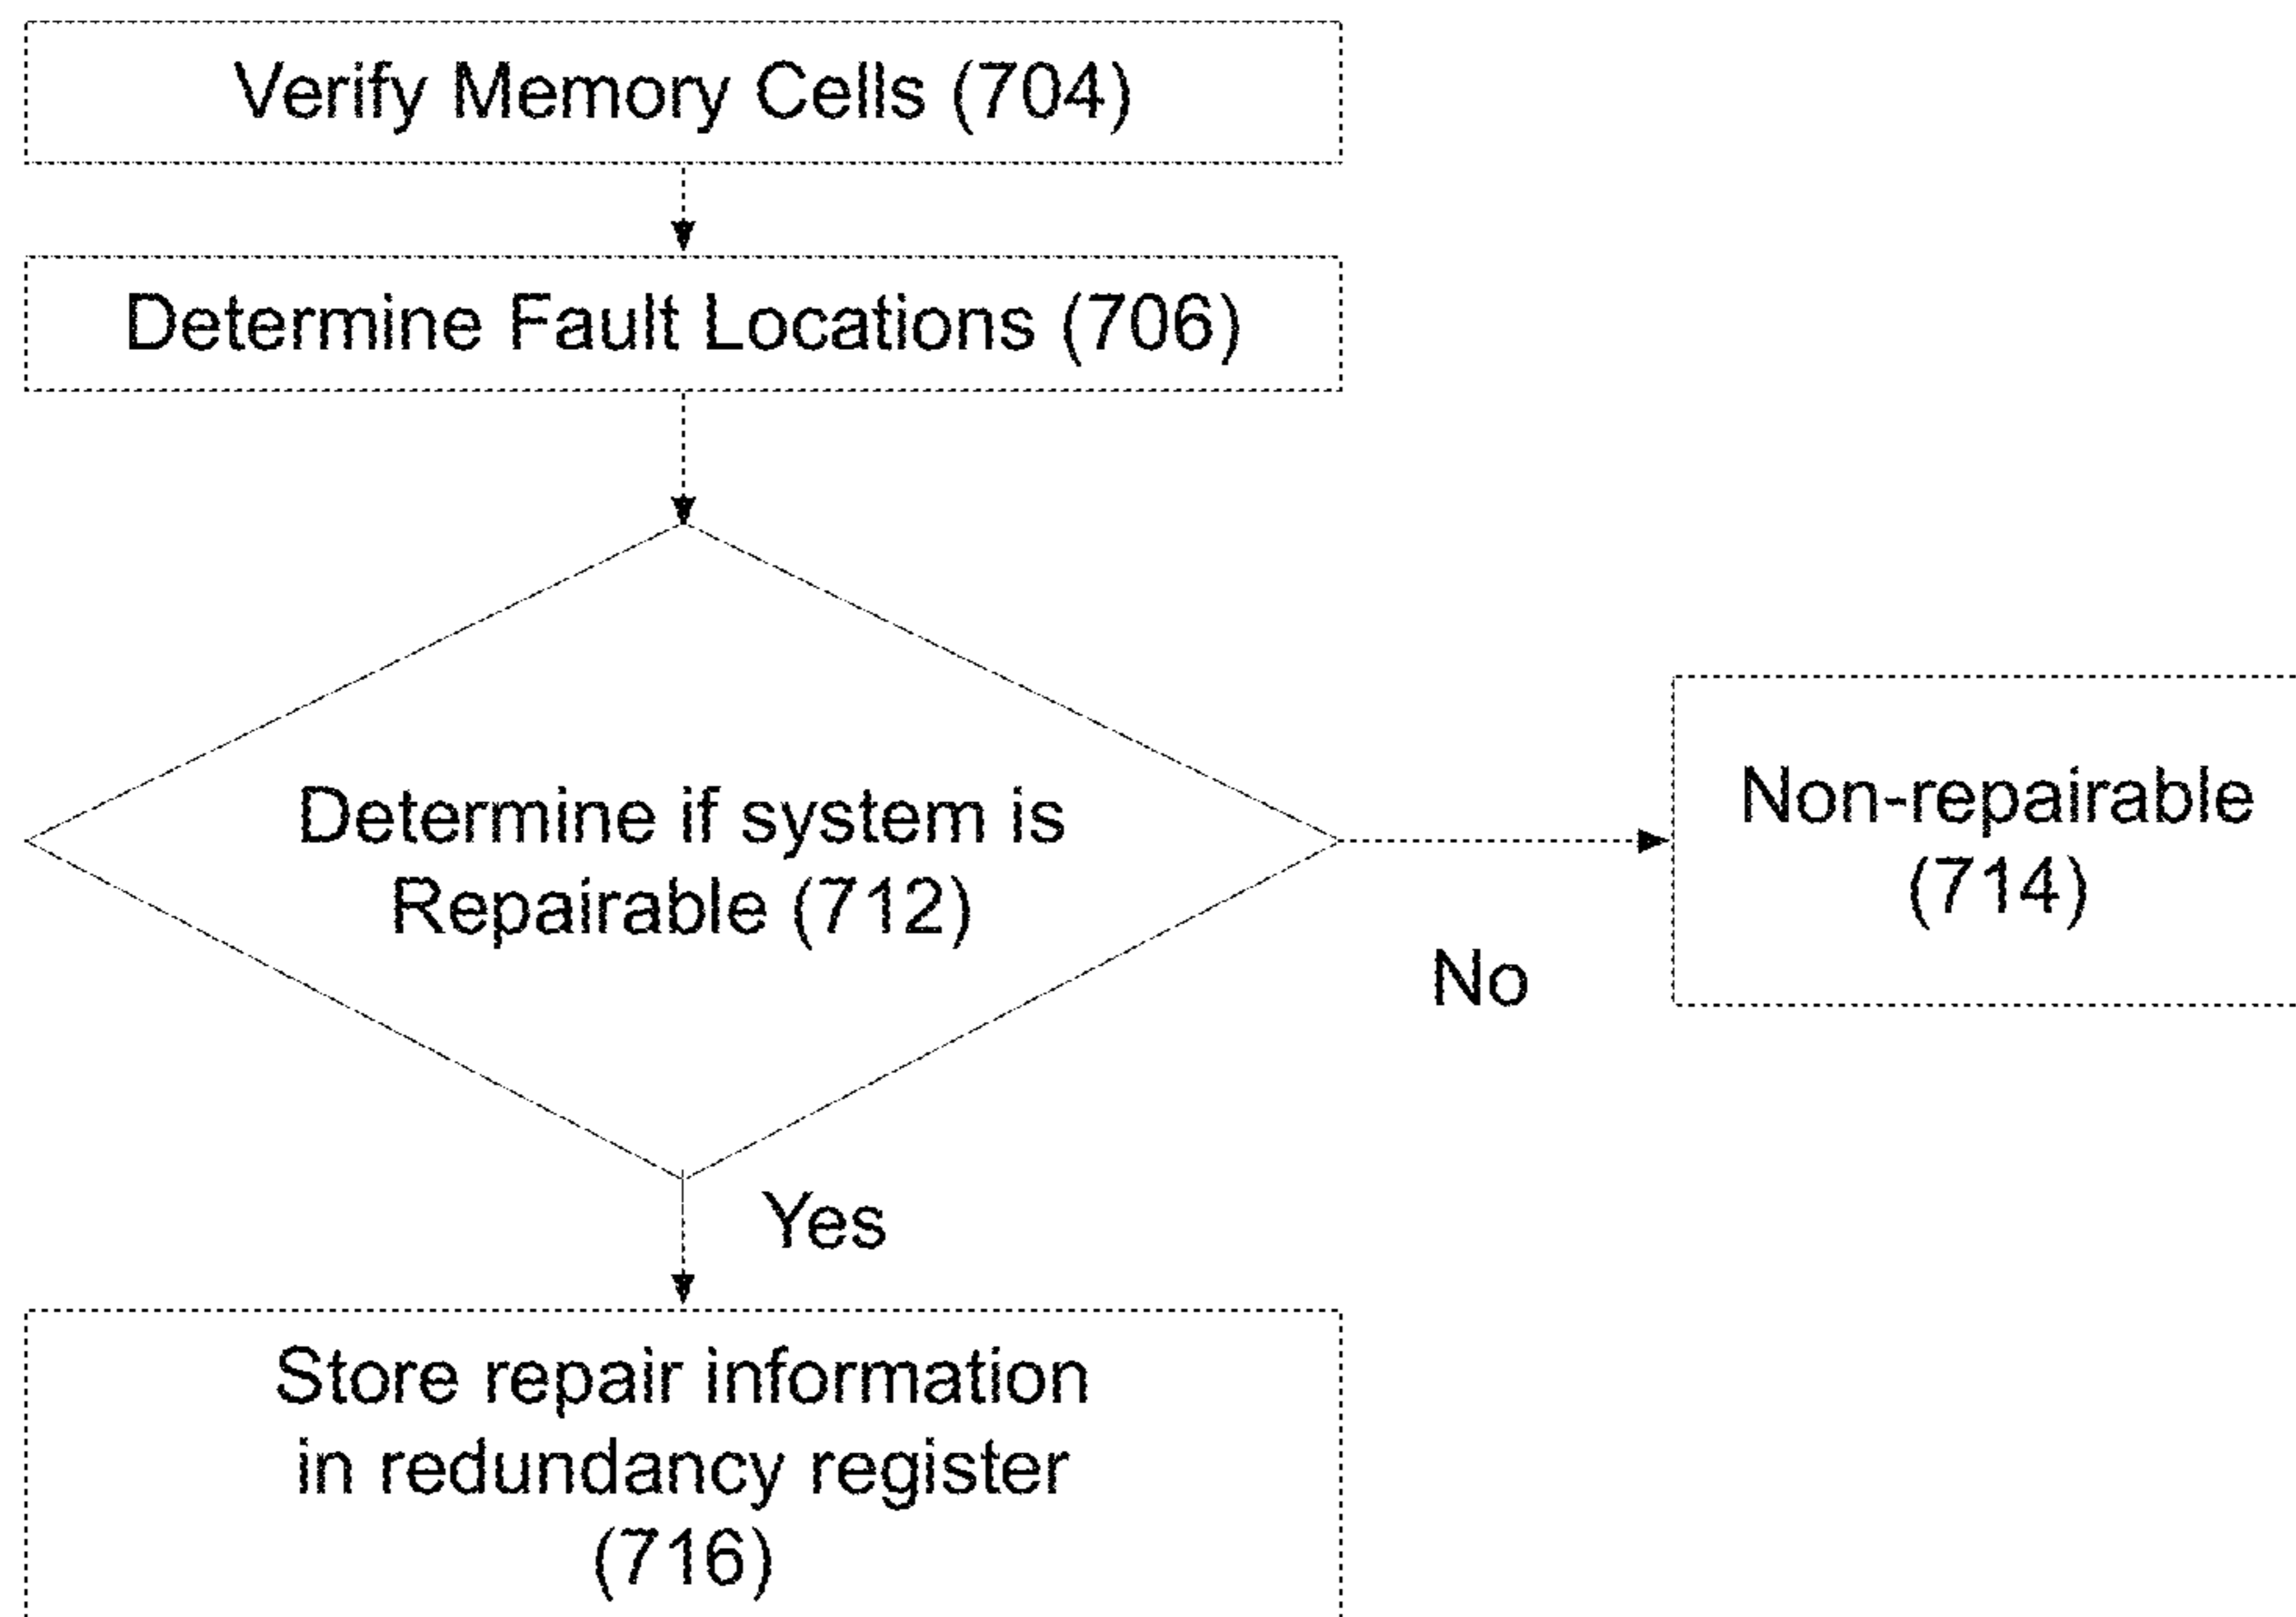 Verify Memory Cells (704)
Determine Fault Locations (706)
Determine if system is
Repairable (712)
Non-repairable
(714)
No
Yes
Store repair information
in redundancy register
(716)